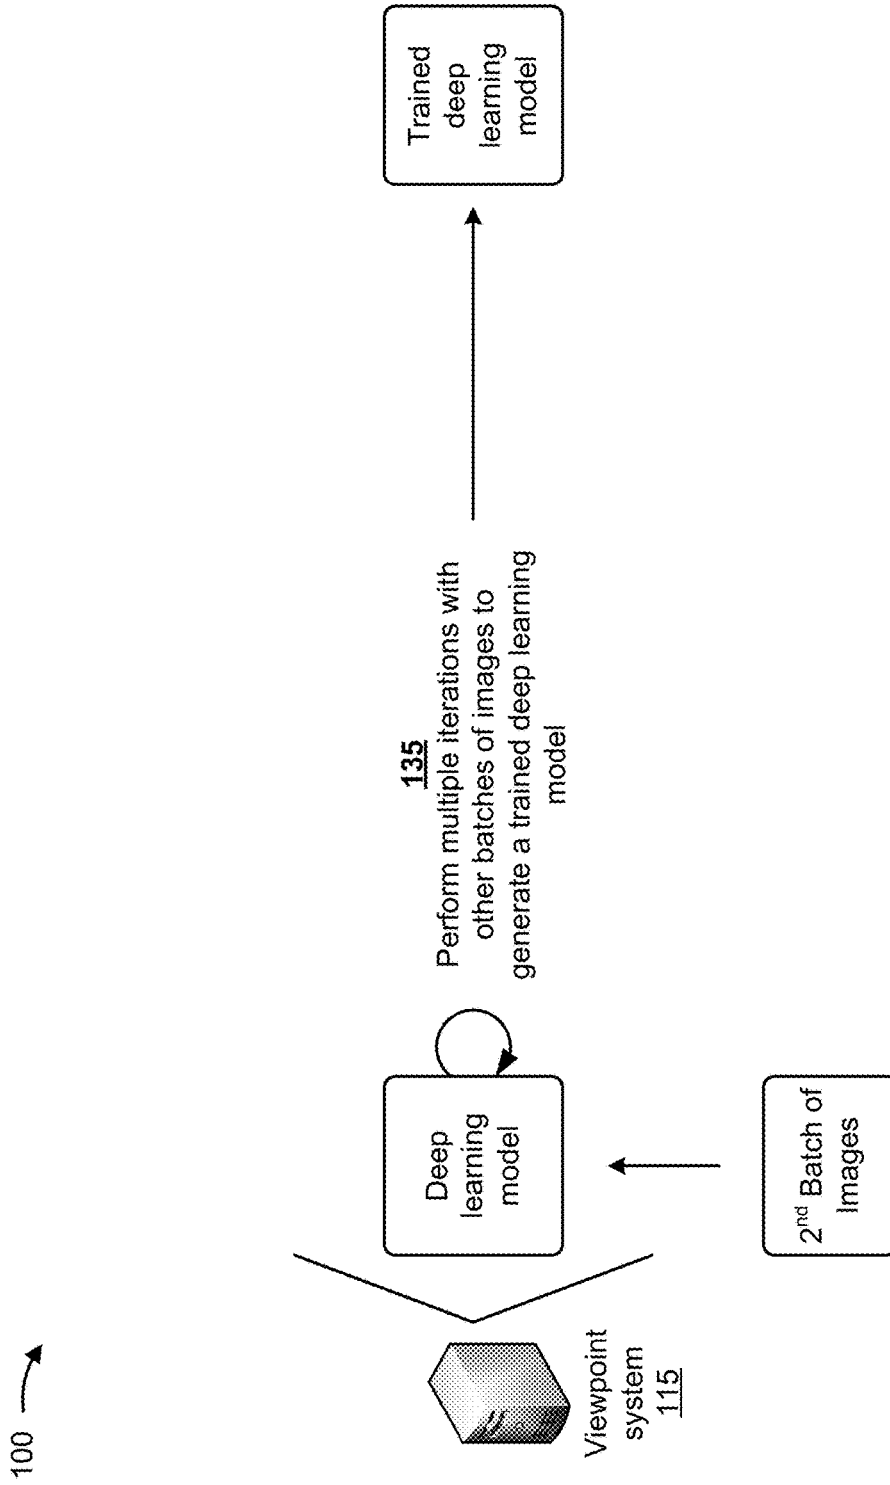 100
Viewpoint
system
115
Deep
learning
model
2nd Batch of
Images
135
Perform multiple iterations with
other batches of images to
generate a trained deep learning
model
Trained
deep
learning
model